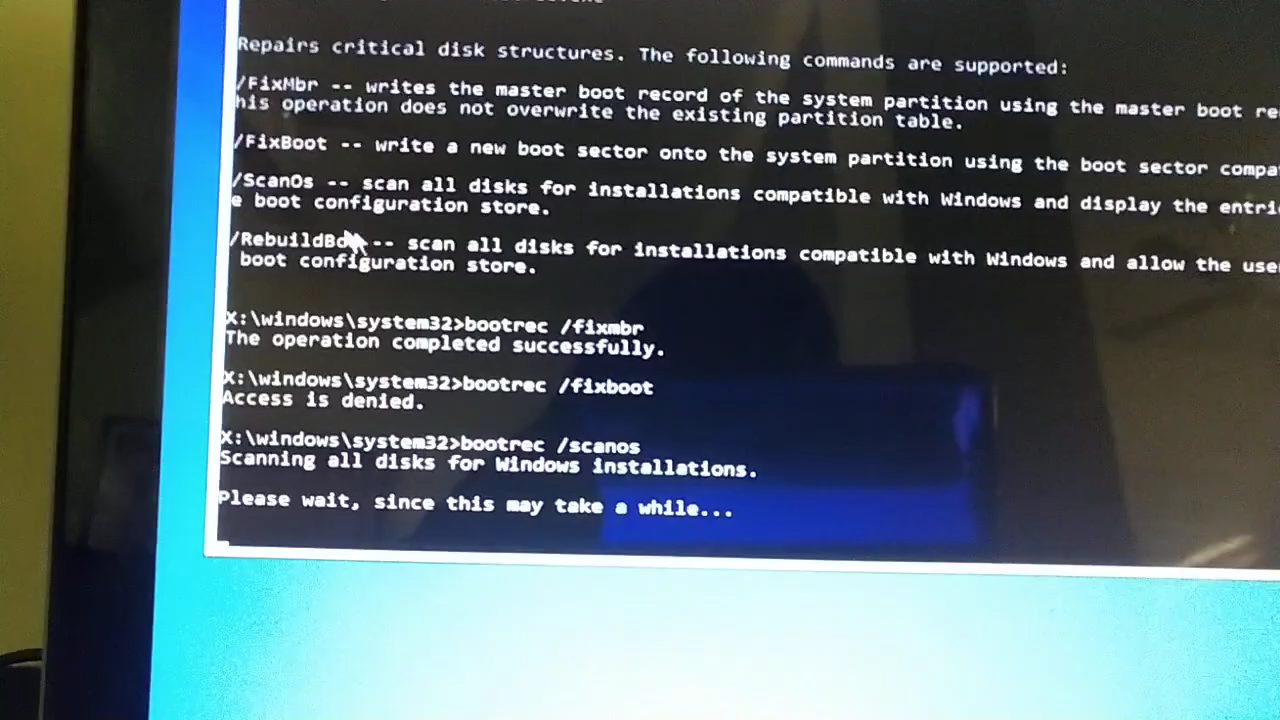 Repairs critical disk structures. The following commands are supported:
/FixMbr -- writes the master boot record of the system partition using the master boot
his operation does not overwrite the existing partition table.
/FixBoot -- write a new boot sector onto the system partition using the boot sector
/ScanOs -- scan all disks for installations compatible with Windows and display the
e boot configuration store.
/RebuildBc -- scan all disks for installations compatible with Windows and allow the
boot configuration store.
X:\windows\system32>bootrec /fixmbr
The operation completed successfully.
X:\windows\system32>bootrec /fixboot
Access is denied.
X:\windows\system32>bootrec /scanos
Scanning all disks for Windows installations.
Please wait, since this may take a while...